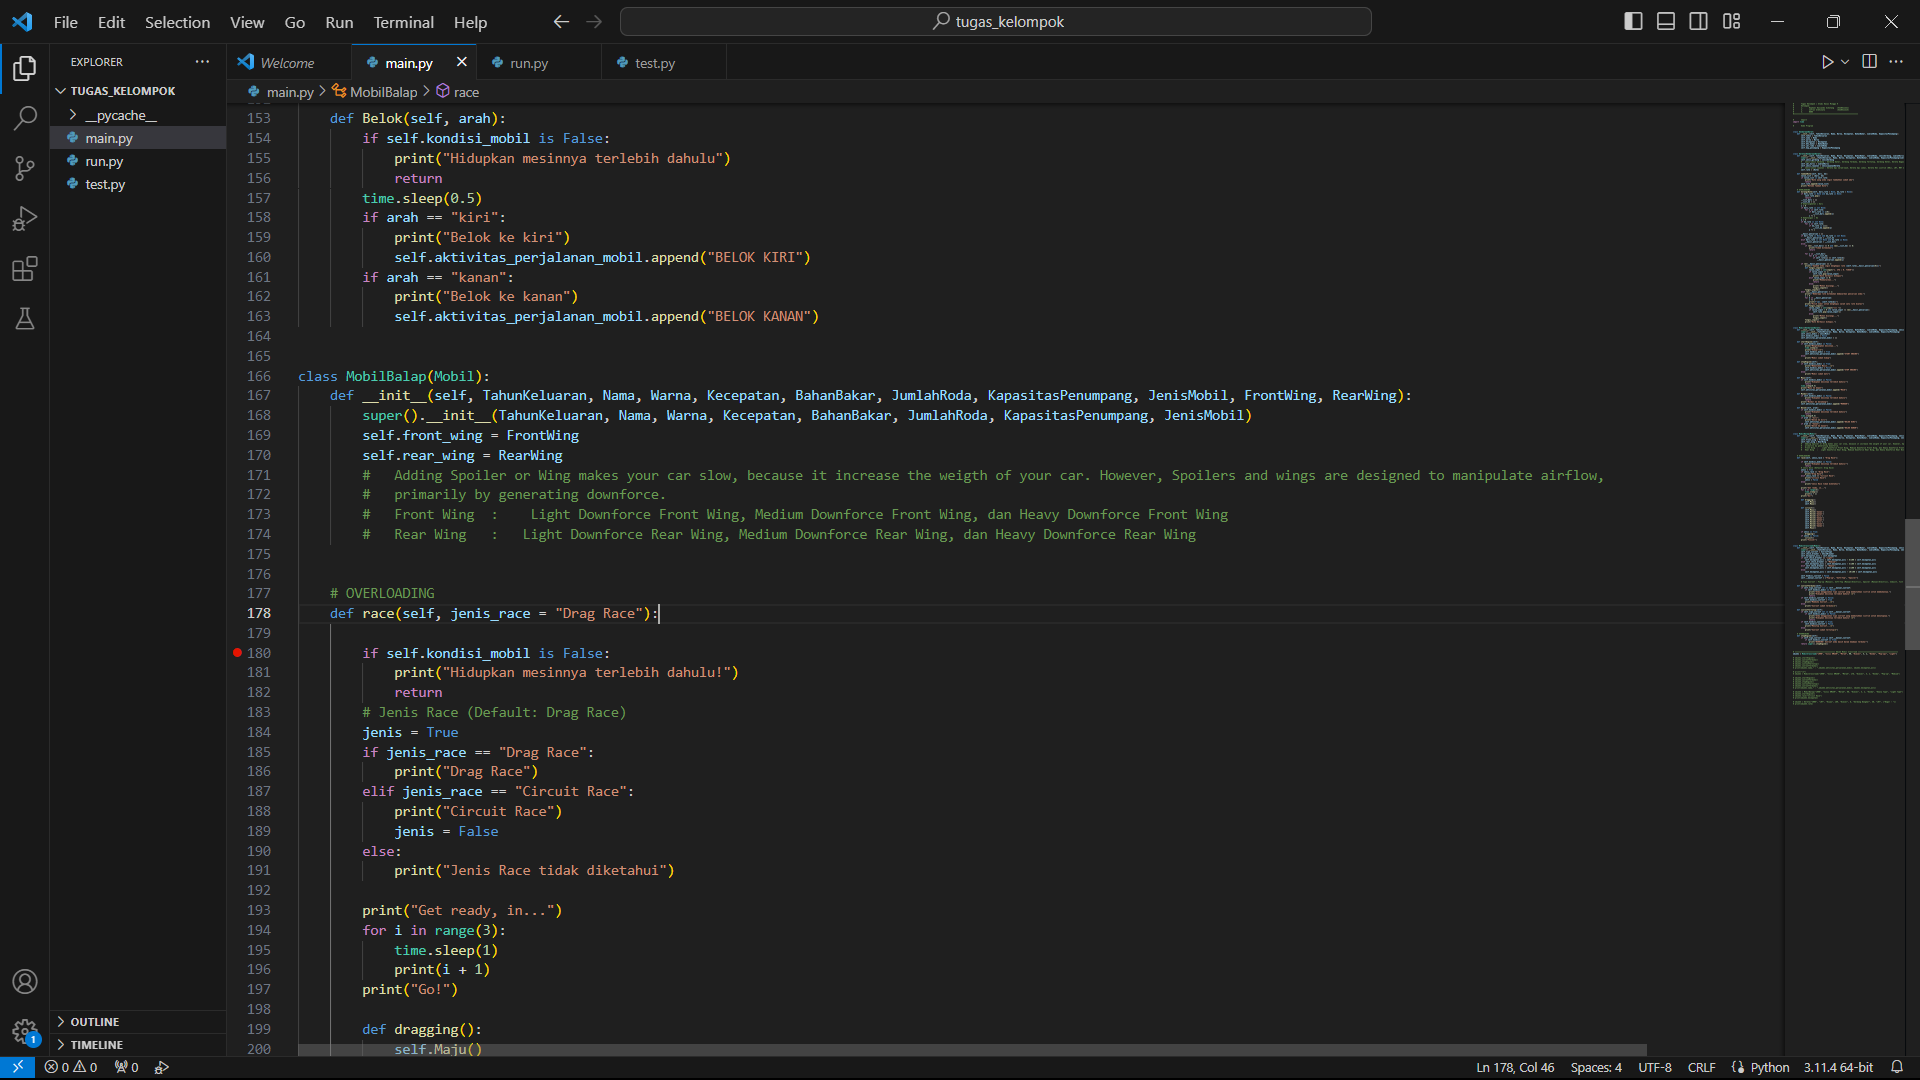 File Edit Selection View Go Run Terminal Help
tugas_kelompok
EXPLORER
TUGAS_KELOMPOK
__pycache__
main.py
run.py
test.py
OUTLINE
TIMELINE
Welcome
main.py
run.py
test.py
main.py > MobilBalap > race
153 def Belok(self, arah):
154 if self.kondisi_mobil is False:
155 print("Hidupkan mesinnya terlebih dahulu")
156 return
157 time.sleep(0.5)
158 if arah == "kiri":
159 print("Belok ke kiri")
160 self.aktivitas_perjalanan_mobil.append("BELOK KIRI")
161 if arah == "kanan":
162 print("Belok ke kanan")
163 self.aktivitas_perjalanan_mobil.append("BELOK KANAN")
164
165
166 class MobilBalap(Mobil):
167 def __init__(self, TahunKeluaran, Nama, Warna, Kecepatan, BahanBakar, JumlahRoda, KapasitasPenumpang, JenisMobil, FrontWing, RearWing):
168 super().__init__(TahunKeluaran, Nama, Warna, Kecepatan, BahanBakar, JumlahRoda, KapasitasPenumpang, JenisMobil)
169 self.front_wing = FrontWing
170 self.rear_wing = RearWing
171 # Adding Spoiler or Wing makes your car slow, because it increase the weigth of your car. However, Spoilers and wings are designed to manipulate airflow,
172 # primarily by generating downforce.
173 # Front Wing : Light Downforce Front Wing, Medium Downforce Front Wing, dan Heavy Downforce Front Wing
174 # Rear Wing : Light Downforce Rear Wing, Medium Downforce Rear Wing, dan Heavy Downforce Rear Wing
175
176
177 # OVERLOADING
178 def race(self, jenis_race = "Drag Race"):
179
180 if self.kondisi_mobil is False:
181 print("Hidupkan mesinnya terlebih dahulu!")
182 return
183 # Jenis Race (Default: Drag Race)
184 jenis = True
185 if jenis_race == "Drag Race":
186 print("Drag Race")
187 elif jenis_race == "Circuit Race":
188 print("Circuit Race")
189 jenis = False
190 else:
191 print("Jenis Race tidak diketahui")
192
193 print("Get ready, in...")
194 for i in range(3):
195 time.sleep(1)
196 print(i + 1)
197 print("Go!")
198
199 def dragging():
200 self.Maju()
1
0 0 0 Ln 178, Col 46 Spaces: 4 UTF-8 CRLF Python 3.11.4 64-bit